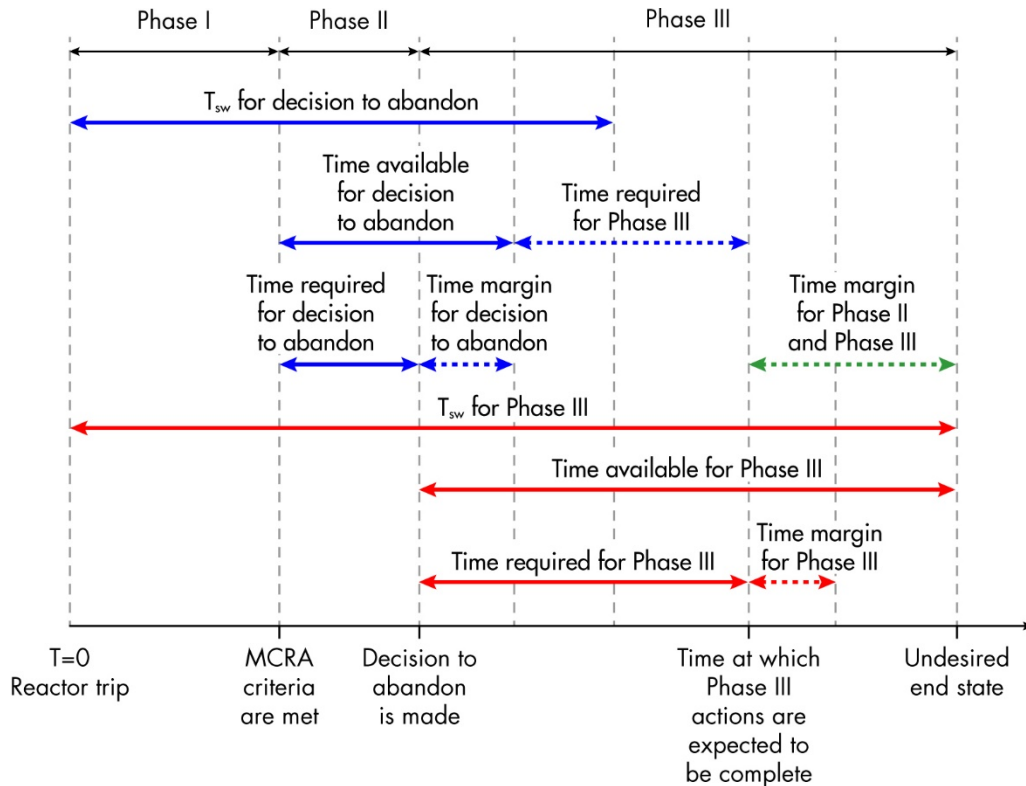 Phase I
Phase II
Phase III
Tsw for decision to abandon
Time available
for decision
to abandon
Time required
for Phase III
Time required
for decision
to abandon
Time margin
for decision
to abandon
Time margin
for Phase II
and Phase III
Tsw for Phase III
Time available for Phase III
Time required for Phase III
Time margin
for Phase III
T=0
Reactor trip
MCRA
criteria
are met
Decision to
abandon
is made
Time at which
Phase III
actions are
expected to
be complete
Undesired
end state